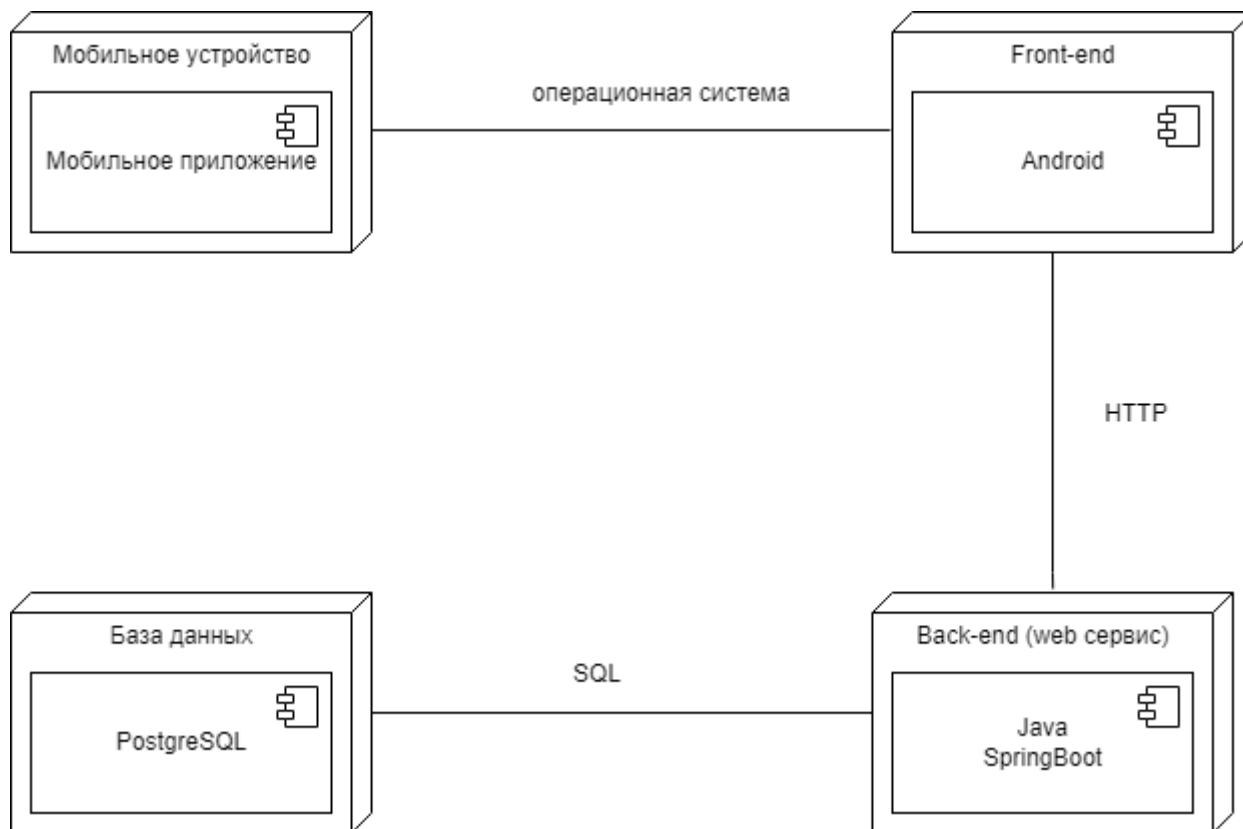 Мобильное устройство
Мобильное приложение
операционная система
Front-end
Android
HTTP
База данных
PostgreSQL
SQL
Back-end (web сервис)
Java
SpringBoot